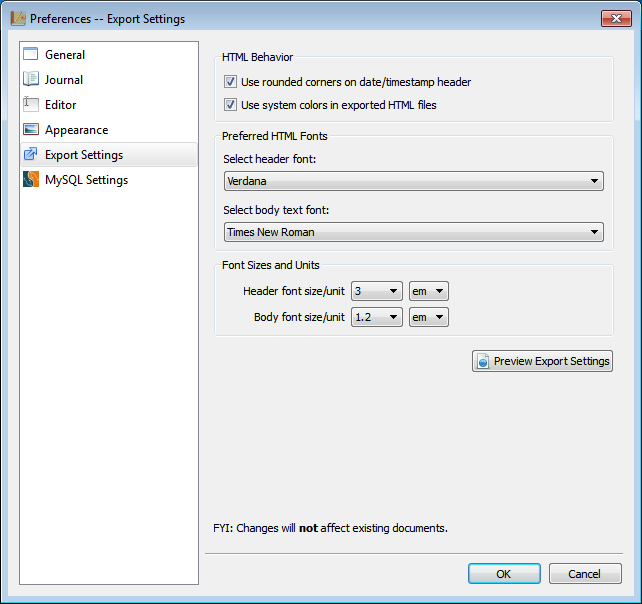 Preferences -- Export Settings
General
Journal
Editor
Appearance
Export Settings
MySQL Settings
HTML Behavior
Use rounded corners on date/timestamp header
Use system colors in exported HTML files
Preferred HTML Fonts
Select header font:
Verdana
Select body text font:
Times New Roman
Font Sizes and Units
Header font size/unit 3 em
Body font size/unit 1.2 em
Preview Export Settings
FYI: Changes will not affect existing documents.
OK Cancel